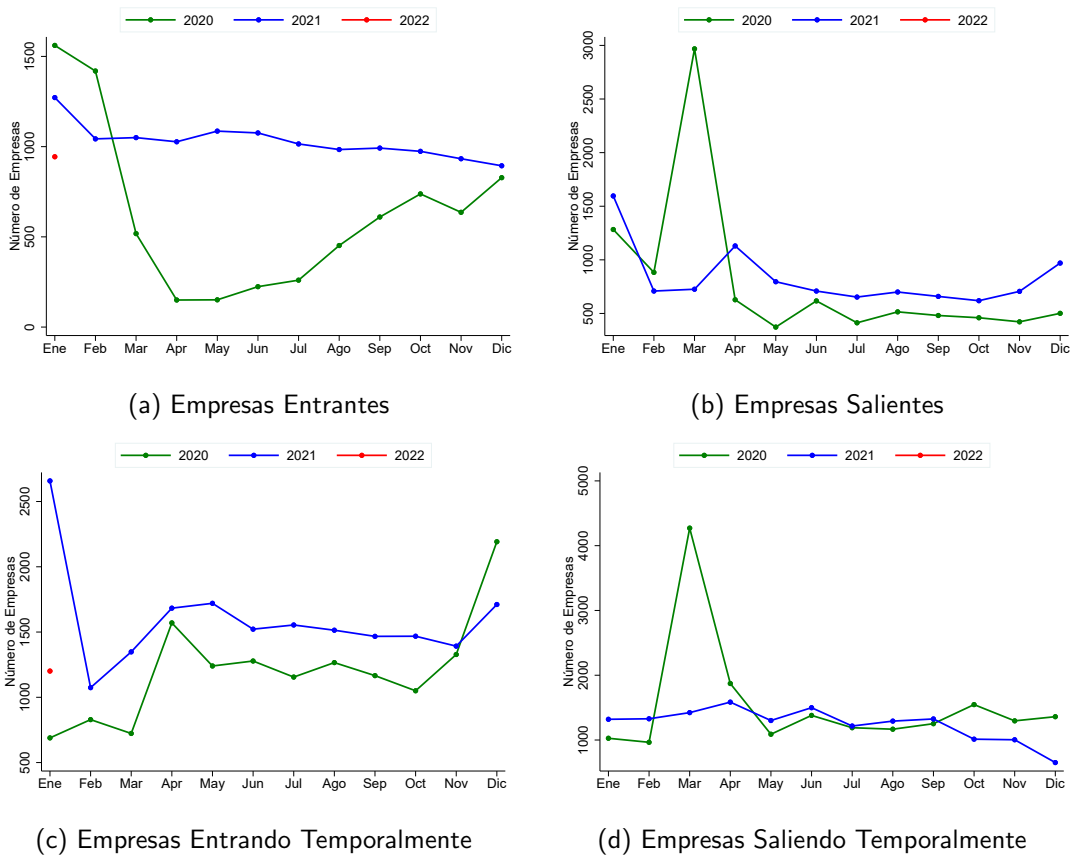 2020 2021 2022
Número de Empresas
1500
1000
500
0
Ene Feb Mar Apr May Jun Jul Ago Sep Oct Nov Dic
(a) Empresas Entrantes
2020 2021 2022
Número de Empresas
3000
2500
2000
1500
1000
500
Ene Feb Mar Apr May Jun Jul Ago Sep Oct Nov Dic
(b) Empresas Salientes
2020 2021 2022
Número de Empresas
2500
2000
1500
1000
500
Ene Feb Mar Apr May Jun Jul Ago Sep Oct Nov Dic
(c) Empresas Entrando Temporalmente
2020 2021 2022
Número de Empresas
5000
4000
3000
2000
1000
Ene Feb Mar Apr May Jun Jul Ago Sep Oct Nov Dic
(d) Empresas Saliendo Temporalmente